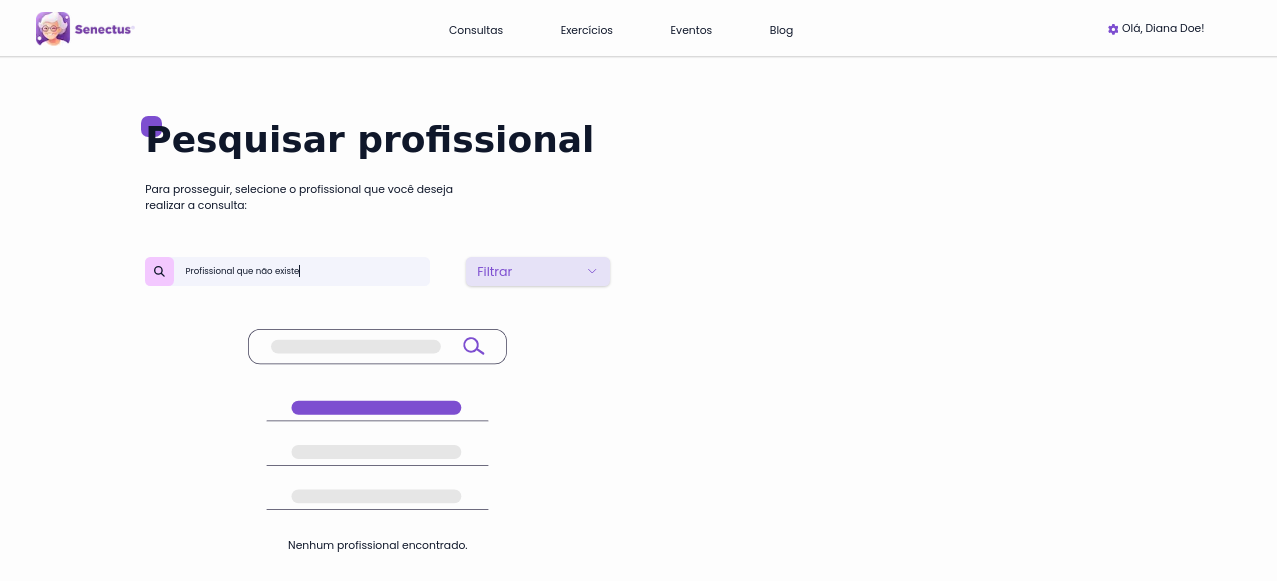 Senectus
Consultas
Exercícios
Eventos
Blog
Olá, Diana Doe!
Pesquisar profissional
Para prosseguir, selecione o profissional que você deseja
realizar a consulta:
Profissional que não existe
Filtrar
Nenhum profissional encontrado.